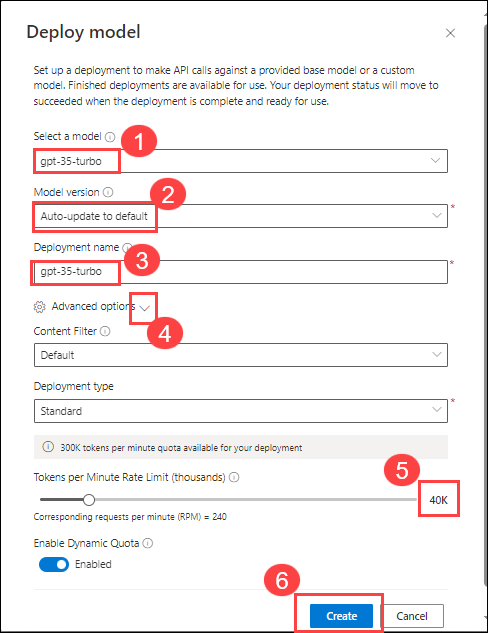 Deploy model
Set up a deployment to make API calls against a provided base model or a custom
model. Finished deployments are available for use. Your deployment status will move to
succeeded when the deployment is complete and ready for use.
Select a model 1
gpt-35-turbo
Model version 2
Auto-update to default *
Deployment name 3
gpt-35-turbo *
Advanced options
4
Content Filter
Default
Deployment type
Standard *
300K tokens per minute quota available for your deployment
5
Tokens per Minute Rate Limit (thousands)
40K
Corresponding requests per minute (RPM) = 240
Enable Dynamic Quota
Enabled
6
Create Cancel